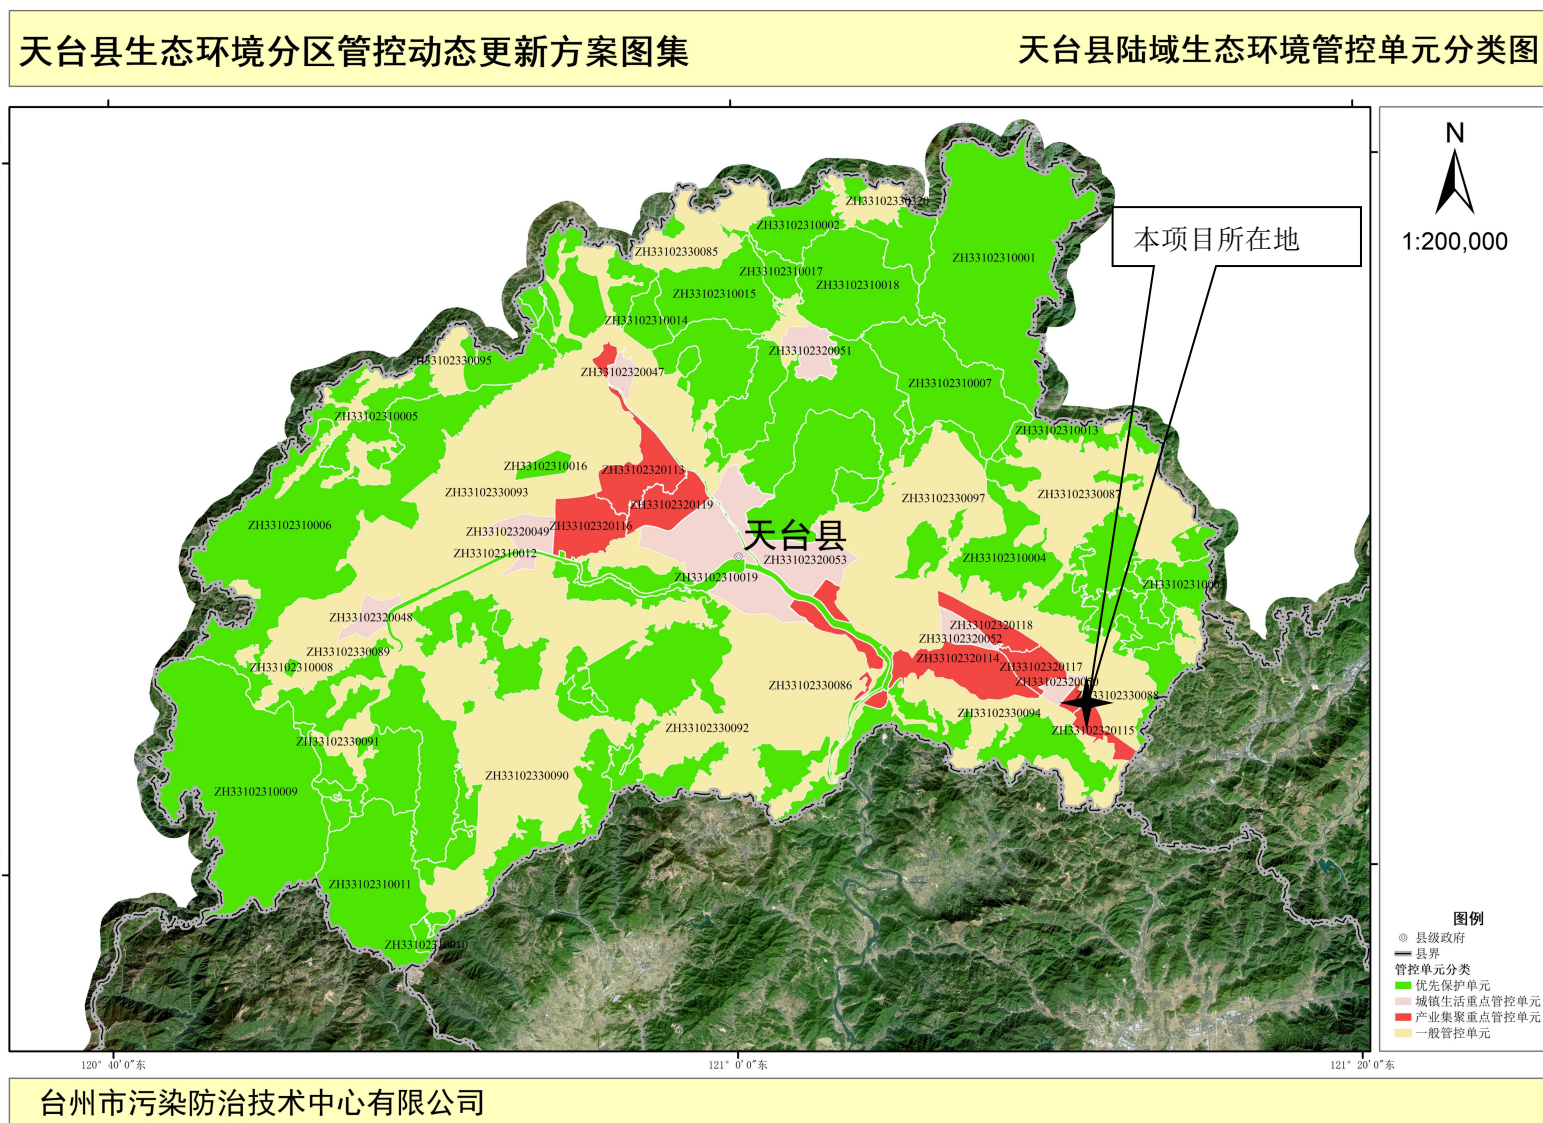 天台县生态环境分区管控动态更新方案图集
天台县陆域生态环境管控单元分类图
N
1:200,000
本项目所在地
ZH33102330320
ZH33102310002
ZH33102330085
ZH33102310001
ZH33102310017
ZH33102310018
ZH33102310015
ZH33102310014
ZH33102320051
ZH33102330095
ZH33102320047
ZH33102310007
ZH33102310005
ZH33102310013
ZH33102310016
ZH33102320113
ZH33102330093
ZH33102330097
ZH33102330087
ZH33102320119
ZH33102310006
ZH33102320116
ZH33102320049
天台县
ZH33102310012
ZH33102320053
ZH33102310004
ZH33102310019
ZH33102320048
ZH33102320118
ZH33102320052
ZH33102330089
ZH33102320114
ZH33102310008
ZH33102320117
ZH33102330086
ZH33102330088
ZH33102330094
ZH33102330092
ZH33102320115
ZH33102330091
ZH33102330090
ZH33102310009
ZH33102310011
ZH33102310010
图例
县级政府
县界
管控单元分类
优先保护单元
城镇生活重点管控单元
产业集聚重点管控单元
一般管控单元
120° 40′0″东
121° 0′0″东
121° 20′0″东
台州市污染防治技术中心有限公司